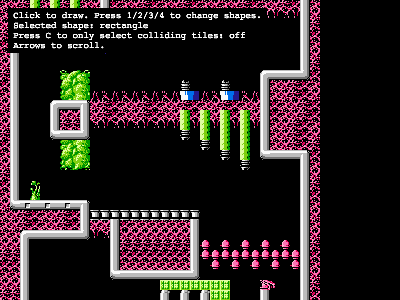 Click to draw. Press 1/2/3/4 to change shapes.
Selected shape: rectangle
Press C to only select colliding tiles: off
Arrows to scroll.